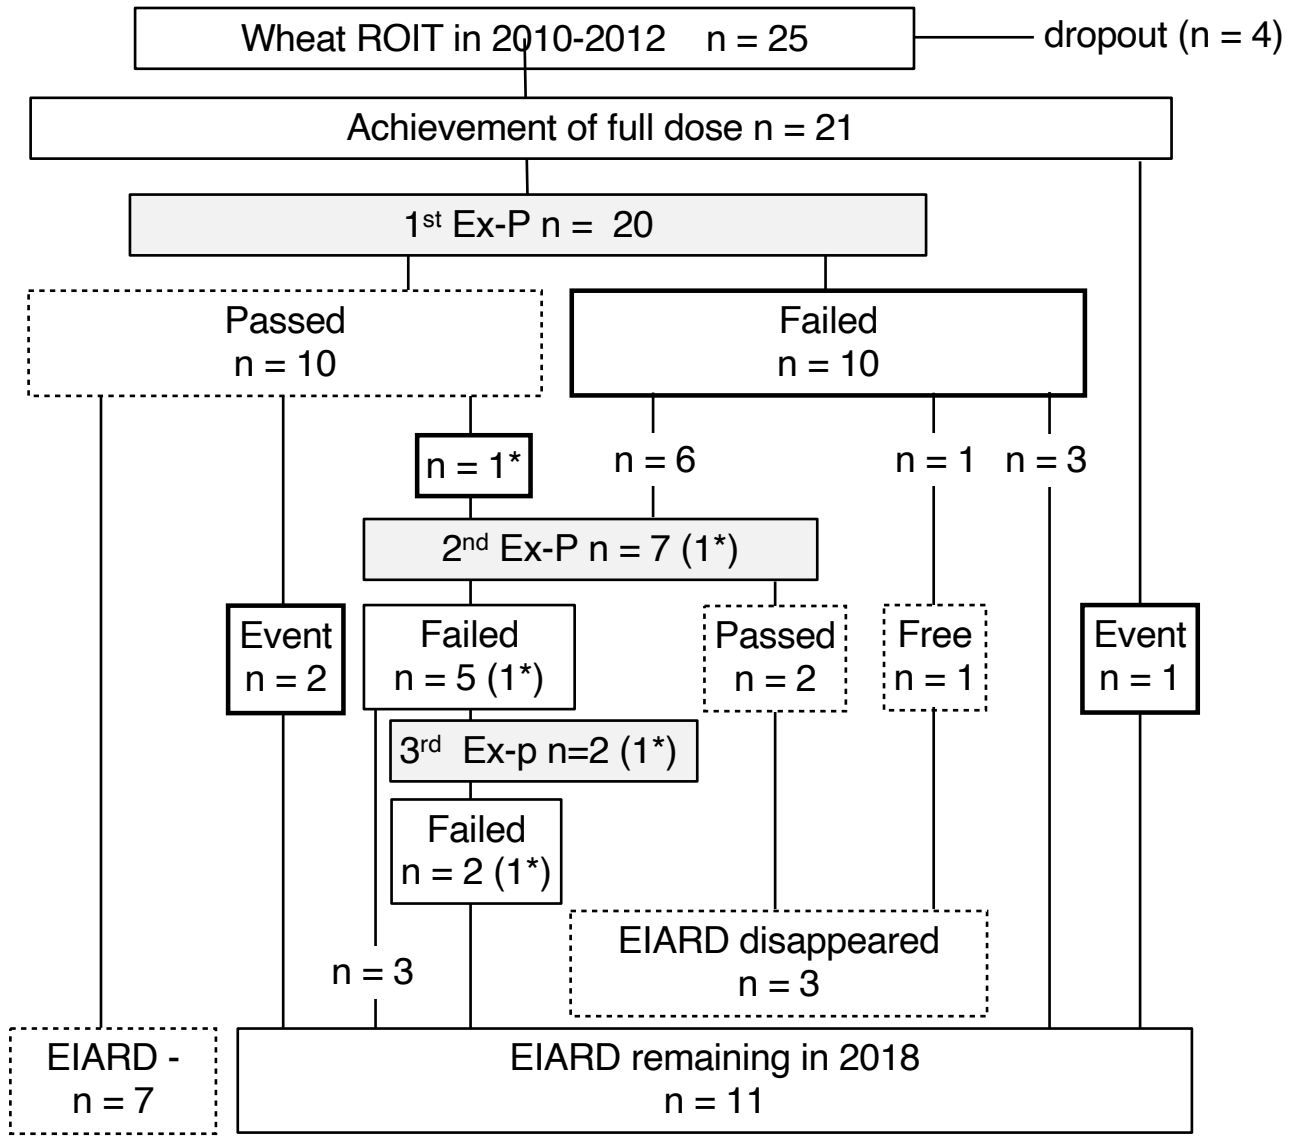 Wheat ROIT in 2010-2012 n = 25
dropout (n = 4)
Achievement of full dose n = 21
1st Ex-P n = 20
Passed
n = 10
Failed
n = 10
n = 1*
n = 6
n = 1
n = 3
2nd Ex-P n = 7 (1*)
Event
n = 2
Failed
n = 5 (1*)
Passed
n = 2
Free
n = 1
Event
n = 1
3rd Ex-p n=2 (1*)
Failed
n = 2 (1*)
n = 3
EIARD disappeared
n = 3
EIARD -
n = 7
EIARD remaining in 2018
n = 11